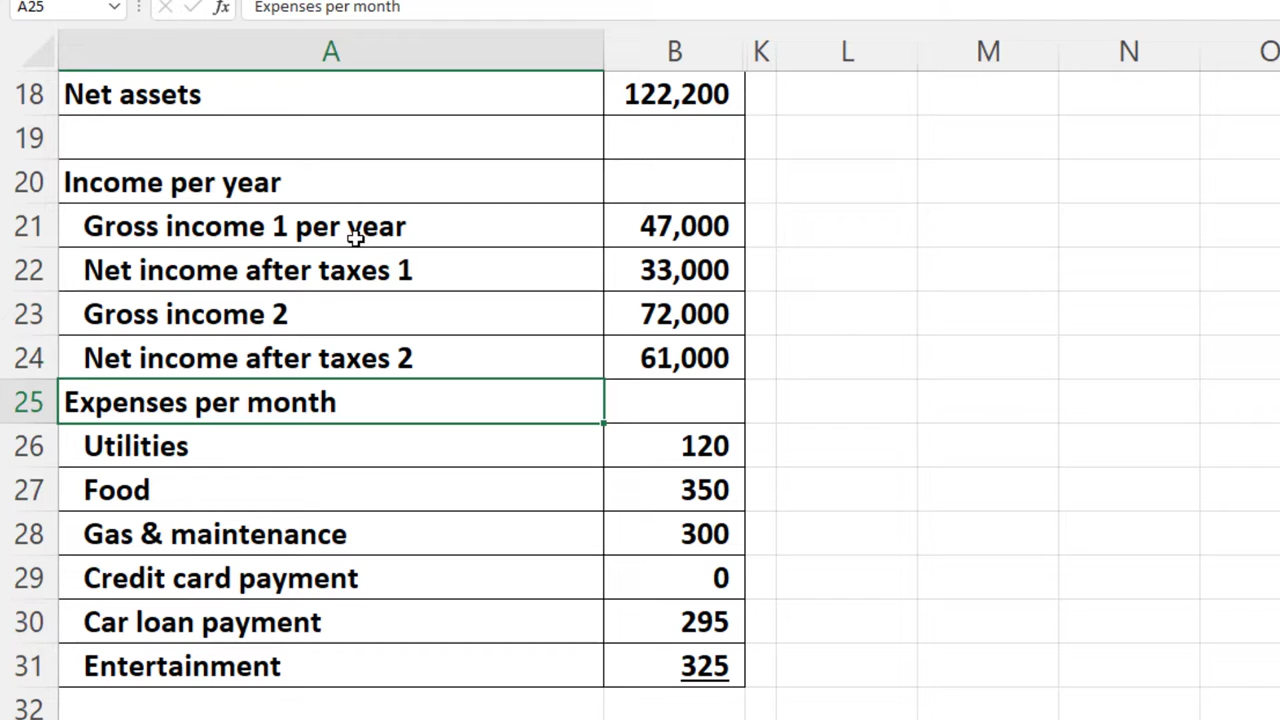 A25 fx Expenses per month
A B K L M N O
18 Net assets 122,200
19
20 Income per year
21 Gross income 1 per year 47,000
22 Net income after taxes 1 33,000
23 Gross income 2 72,000
24 Net income after taxes 2 61,000
25 Expenses per month
26 Utilities 120
27 Food 350
28 Gas & maintenance 300
29 Credit card payment 0
30 Car loan payment 295
31 Entertainment 325
32